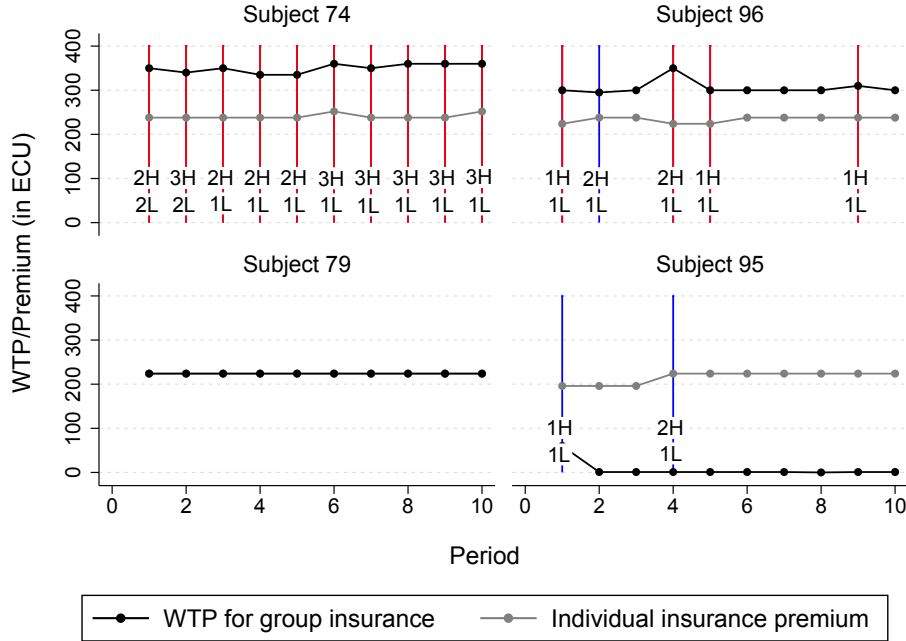 Subject 74
Subject 96
WTP/Premium (in ECU)
400
300
200
100
0
2H 3H 2H 2H 2H 3H 3H 3H 3H 3H
2L 2L 1L 1L 1L 1L 1L 1L 1L 1L
1H 2H 2H 1H 1H
1L 1L 1L 1L 1L
Subject 79
Subject 95
400
300
200
100
0
1H 2H
1L 1L
0 2 4 6 8 10
0 2 4 6 8 10
Period
WTP for group insurance
Individual insurance premium